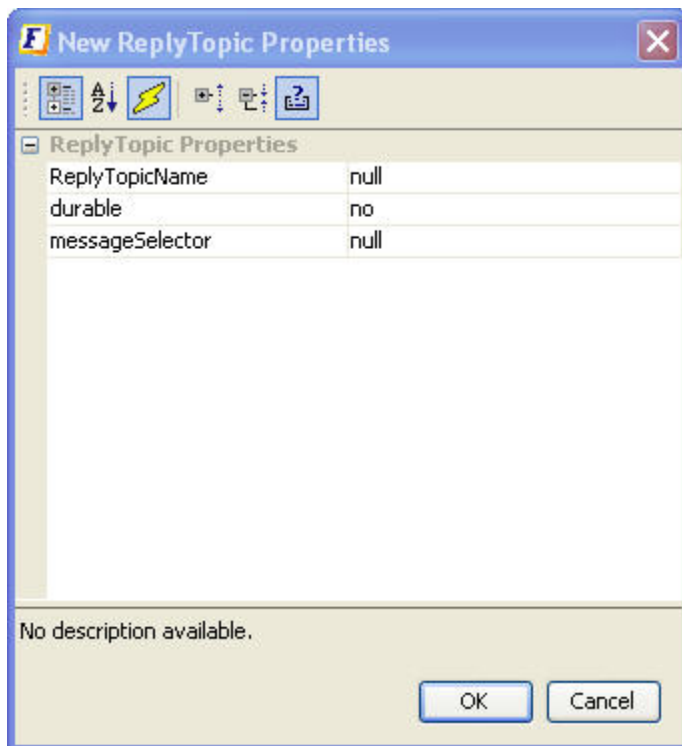 New ReplyTopic Properties
ReplyTopic Properties
ReplyTopicName null
durable no
messageSelector null
No description available.
OK Cancel